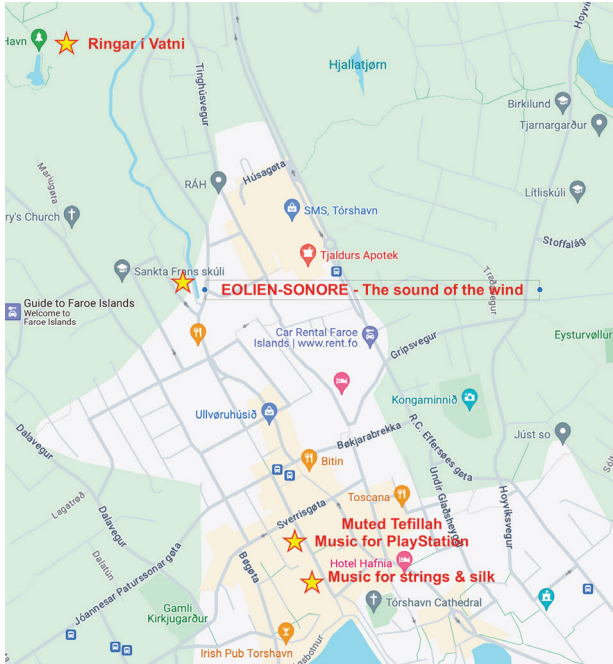 Havn
Ringar í Vatni
Hoyvíksvegur
Hjallatjørn
Tinghúsvegur
Birkilund
Tjarnargarður
Húsagøta
RÁH
Mariugøta
Lítliskúli
ry's Church
SMS, Tórshavn
Stoffalág
Tjaldurs Apotek
Sankta Frans skúli
EOLIEN-SONORE - The sound of the wind
Guide to Faroe Islands
Welcome to
Faroe Islands
Car Rental Faroe
Islands | www.rent.fo
Gripsvegur
Eysturvøllur
Kongaminnið
Ullvøruhúsið
Dalavegur
R.C. Effersøes gøta
Bøkjarabrekka
Júst so
Bitin
Undir Glaðsheyggi
Toscana
Hoyvíksvegur
Dalavegur
Sverrisgøta
Muted Tefillah
Music for PlayStation
Dalatún
Bøgøta
Hotel Hafnia
Music for strings & silk
Jóannesar Paturssonar gøta
Gamli
Kirkjugarður
Tórshavn Cathedral
Irish Pub Torshavn